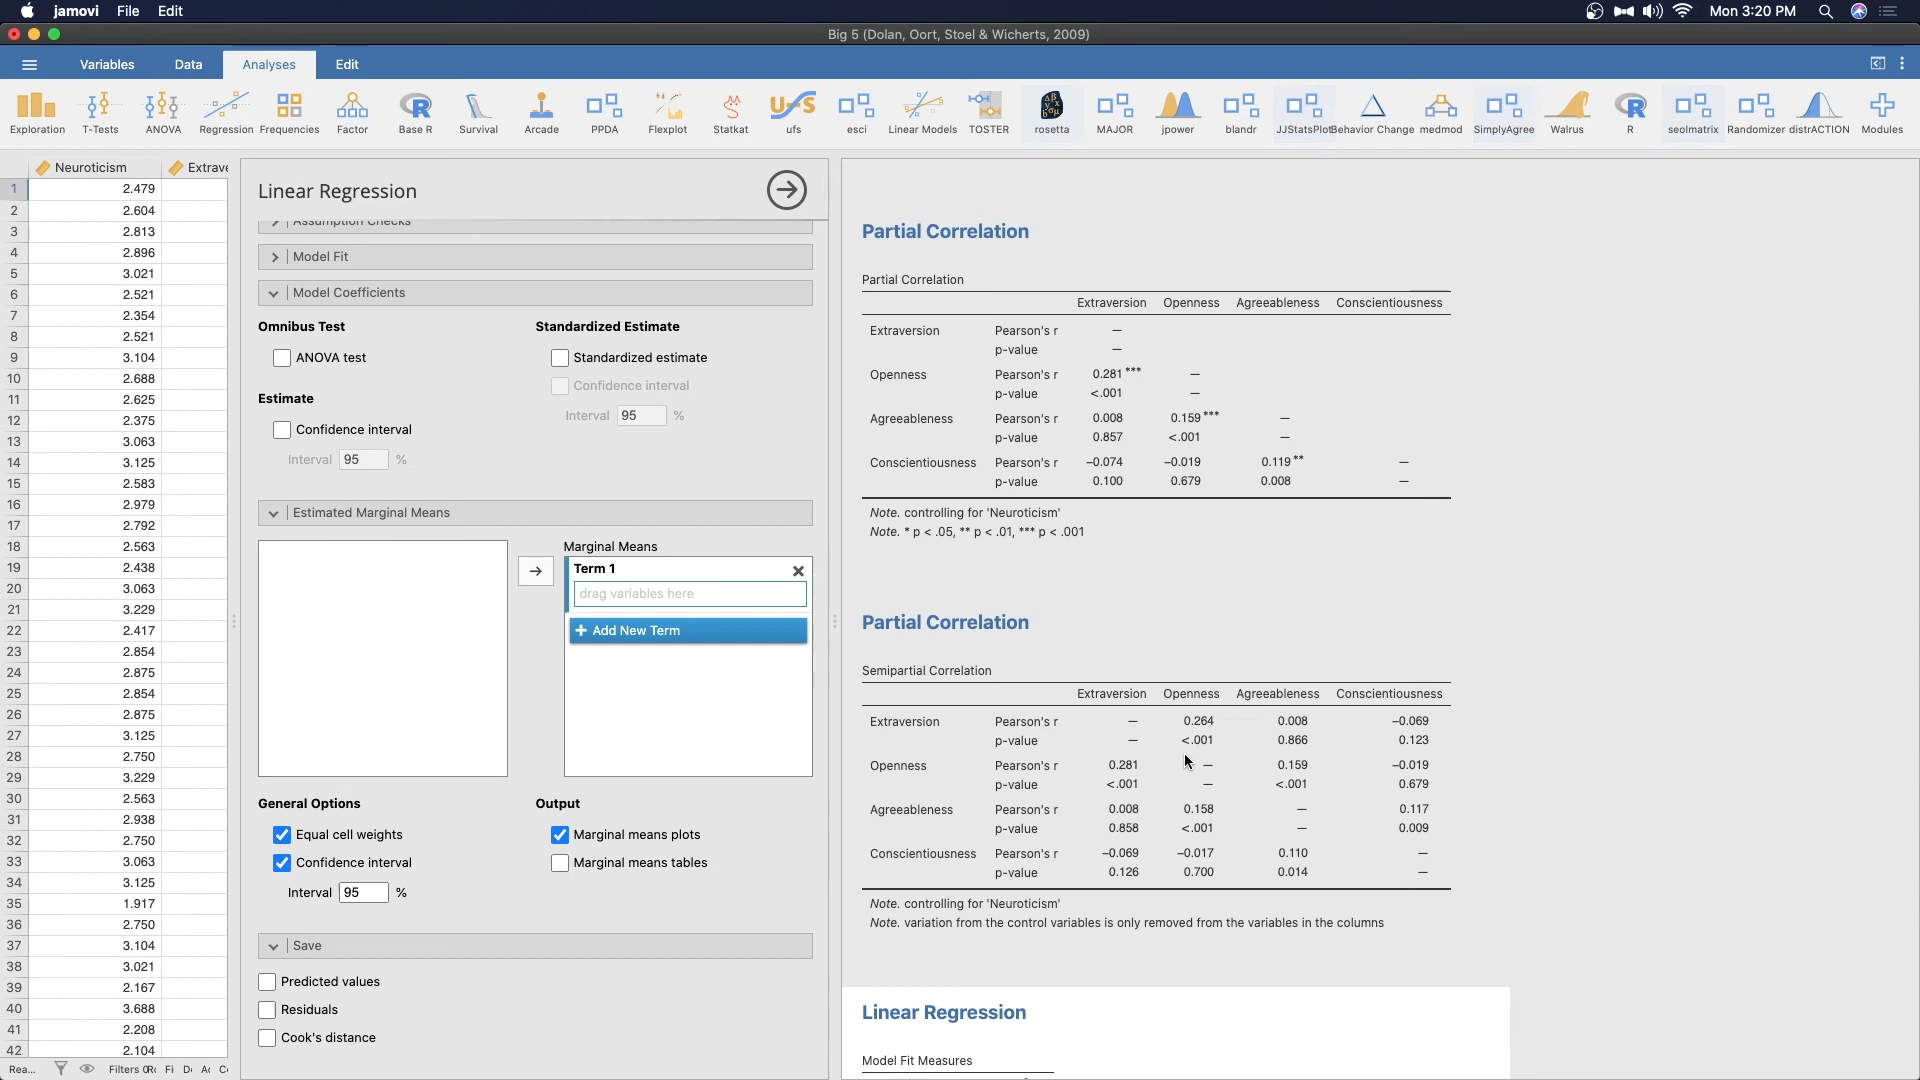 jamovi File Edit
Mon 3:20 PM
Big 5 (Dolan, Oort, Stoel & Wicherts, 2009)
Variables Data Analyses Edit
Exploration T-Tests ANOVA Regression Frequencies Factor Base R Survival Arcade PPDA Flexplot Statkat ufs esci Linear Models TOSTER rosetta MAJOR jpower blandr JJStatsPlot Behavior Change medmod SimplyAgree Walrus R seolmatrix Randomizer distrACTION Modules
Neuroticism Extrave
1 2.479
2 2.604
3 2.813
4 2.896
5 3.021
6 2.521
7 2.354
8 2.521
9 3.104
10 2.688
11 2.625
12 2.375
13 3.063
14 3.125
15 2.583
16 2.979
17 2.792
18 2.563
19 2.438
20 3.063
21 3.229
22 2.417
23 2.854
24 2.875
25 2.854
26 2.875
27 3.125
28 2.750
29 3.229
30 2.563
31 2.938
32 2.750
33 3.063
34 3.125
35 1.917
36 2.750
37 3.104
38 3.021
39 2.167
40 3.688
41 2.208
42 2.104
Rea... Filters 0
Linear Regression
Assumption Checks
Model Fit
Model Coefficients
Omnibus Test Standardized Estimate
ANOVA test Standardized estimate
Confidence interval
Estimate
Interval 95 %
Confidence interval
Interval 95 %
Estimated Marginal Means
Marginal Means
Term 1
drag variables here
Add New Term
General Options Output
Equal cell weights Marginal means plots
Confidence interval Marginal means tables
Interval 95 %
Save
Predicted values
Residuals
Cook's distance
Partial Correlation
Partial Correlation
Extraversion Openness Agreeableness Conscientiousness
Extraversion Pearson's r —
p-value —
Openness Pearson's r 0.281 *** —
p-value <.001 —
Agreeableness Pearson's r 0.008 0.159 *** —
p-value 0.857 <.001 —
Conscientiousness Pearson's r −0.074 −0.019 0.119 ** —
p-value 0.100 0.679 0.008 —
Note. controlling for 'Neuroticism'
Note. * p < .05, ** p < .01, *** p < .001
Partial Correlation
Semipartial Correlation
Extraversion Openness Agreeableness Conscientiousness
Extraversion Pearson's r — 0.264 0.008 −0.069
p-value — <.001 0.866 0.123
Openness Pearson's r 0.281 — 0.159 −0.019
p-value <.001 — <.001 0.679
Agreeableness Pearson's r 0.008 0.158 — 0.117
p-value 0.858 <.001 — 0.009
Conscientiousness Pearson's r −0.069 −0.017 0.110 —
p-value 0.126 0.700 0.014 —
Note. controlling for 'Neuroticism'
Note. variation from the control variables is only removed from the variables in the columns
Linear Regression
Model Fit Measures